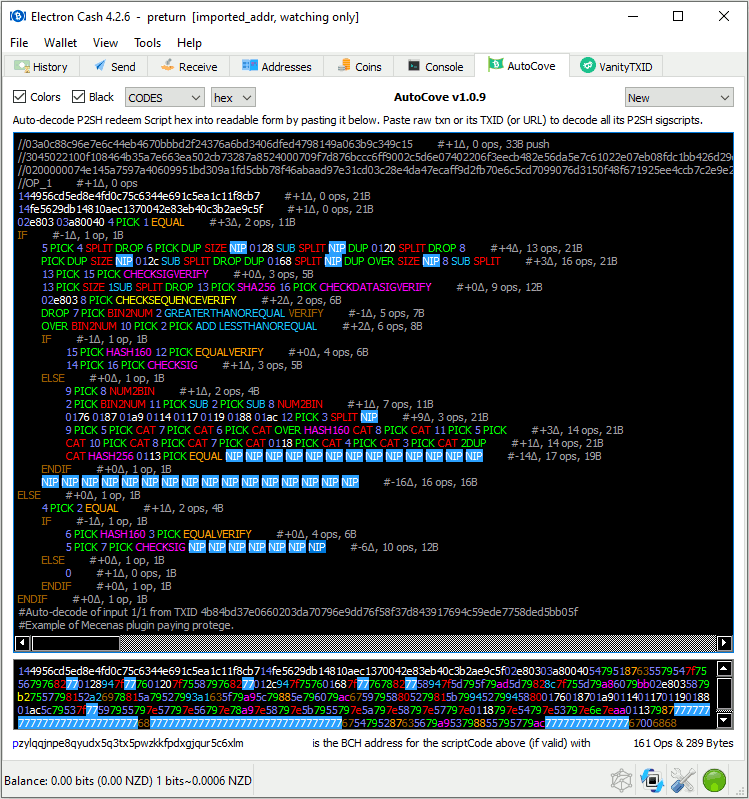 Electron Cash 4.2.6 - preturn [imported_addr, watching only]
File Wallet View Tools Help
History Send Receive Addresses Coins Console AutoCove VanityTXID
Colors Black CODES hex AutoCove v1.0.9 New
Auto-decode P2SH redeem Script hex into readable form by pasting it below. Paste raw txn or its TXID (or URL) to decode all its P2SH sigscripts.
//03a0c88c96e7e6c44eb4670bbbd2f24376a6bd3406dfed4798149a063b9c349c15 #+1Δ, 0 ops, 33B push
//3045022100f108464b35a7e663ea502cb73287a8524000709f7d876bccc6ff9002c5d6e07402206f3eecb482e56da5e7c61022e07eb08fdc1bb426d29c
//0200000074e145a7597a40609951bd309a1fd5cbb78f46abaad97e31cd03c28e4da47ecaff9d2fb70e6c5cd7099076d3150f48f671925ee4ccb7c2e9e2
//OP_1 #+1Δ, 0 ops
144956cd5ed8e4fd0c75c6344e691c5ea1c11f8cb7 #+1Δ, 0 ops, 21B
14fe5629db14810aec1370042e83eb40c3b2ae9c5f #+1Δ, 0 ops, 21B
02e803 03a80040 4 PICK 1 EQUAL #+3Δ, 2 ops, 11B
IF #-1Δ, 1 op, 1B
5 PICK 4 SPLIT DROP 6 PICK DUP SIZE NIP 0128 SUB SPLIT NIP DUP 0120 SPLIT DROP 8 #+4Δ, 13 ops, 21B
PICK DUP SIZE NIP 012c SUB SPLIT DROP DUP 0168 SPLIT NIP DUP OVER SIZE NIP 8 SUB SPLIT #+3Δ, 16 ops, 21B
13 PICK 15 PICK CHECKSIGVERIFY #+0Δ, 3 ops, 5B
13 PICK SIZE 1SUB SPLIT DROP 13 PICK SHA256 16 PICK CHECKDATASIGVERIFY #+0Δ, 9 ops, 12B
02e803 8 PICK CHECKSEQUENCEVERIFY #+2Δ, 2 ops, 6B
DROP 7 PICK BIN2NUM 2 GREATERTHANOREQUAL VERIFY #-1Δ, 5 ops, 7B
OVER BIN2NUM 10 PICK 2 PICK ADD LESSTHANOREQUAL #+2Δ, 6 ops, 8B
IF #-1Δ, 1 op, 1B
15 PICK HASH160 12 PICK EQUALVERIFY #+0Δ, 4 ops, 6B
14 PICK 16 PICK CHECKSIG #+1Δ, 3 ops, 5B
ELSE #+0Δ, 1 op, 1B
9 PICK 8 NUM2BIN #+1Δ, 2 ops, 4B
2 PICK BIN2NUM 11 PICK SUB 2 PICK SUB 8 NUM2BIN #+1Δ, 7 ops, 11B
0176 0187 01a9 0114 0117 0119 0188 01ac 12 PICK 3 SPLIT NIP #+9Δ, 3 ops, 21B
9 PICK 5 PICK CAT 7 PICK CAT 6 PICK CAT OVER HASH160 CAT 8 PICK CAT 11 PICK 5 PICK #+3Δ, 14 ops, 21B
CAT 10 PICK CAT 8 PICK CAT 7 PICK CAT 0118 PICK CAT 4 PICK CAT 3 PICK CAT 2DUP #+1Δ, 14 ops, 21B
CAT HASH256 0113 PICK EQUAL NIP NIP NIP NIP NIP NIP NIP NIP NIP NIP NIP NIP NIP #-14Δ, 17 ops, 19B
ENDIF #+0Δ, 1 op, 1B
NIP NIP NIP NIP NIP NIP NIP NIP NIP NIP NIP NIP NIP NIP NIP NIP #-16Δ, 16 ops, 16B
ELSE #+0Δ, 1 op, 1B
4 PICK 2 EQUAL #+1Δ, 2 ops, 4B
IF #-1Δ, 1 op, 1B
6 PICK HASH160 3 PICK EQUALVERIFY #+0Δ, 4 ops, 6B
5 PICK 7 PICK CHECKSIG NIP NIP NIP NIP NIP NIP NIP #-6Δ, 10 ops, 12B
ELSE #+0Δ, 1 op, 1B
0 #+1Δ, 0 ops, 1B
ENDIF #+0Δ, 1 op, 1B
ENDIF #+0Δ, 1 op, 1B
#Auto-decode of input 1/1 from TXID 4b84bd37e0660203da70796e9dd76f58f37d843917694c59ede7758ded5bb05f
#Example of Mecenas plugin paying protege.
144956cd5ed8e4fd0c75c6344e691c5ea1c11f8cb714fe5629db14810aec1370042e83eb40c3b2ae9c5f02e80303a8004054795187635579547f75
pzylqqjnpe8qyudx5q3tx5pwzkkfpdxgjqur5c6xlm is the BCH address for the scriptCode above (if valid) with 161 Ops & 289 Bytes
Balance: 0.00 bits (0.00 NZD) 1 bits~0.0006 NZD